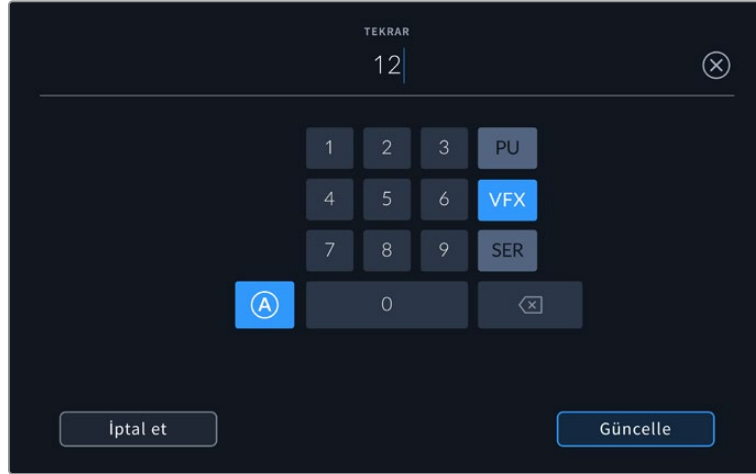 TEKRAR
12
1 2 3 PU
4 5 6 VFX
7 8 9 SER
A 0
İptal et Güncelle